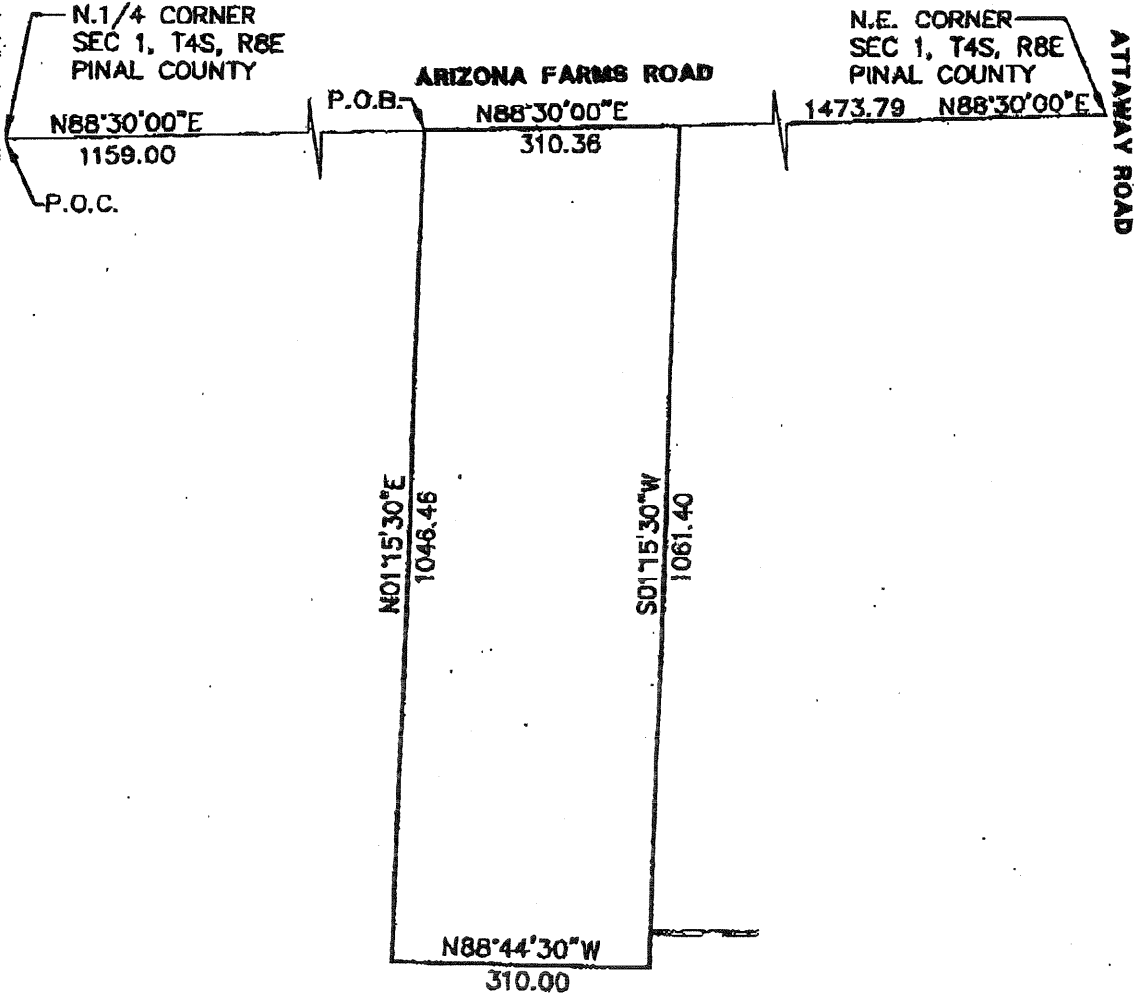 N.1/4 CORNER
SEC 1, T4S, R8E
PINAL COUNTY
N88°30'00"E
1159.00
P.O.C.
P.O.B.
ARIZONA FARMS ROAD
N88°30'00"E
310.36
N.E. CORNER
SEC 1, T4S, R8E
PINAL COUNTY
1473.79 N88°30'00"E
ATTAWAY ROAD
N01°15'30"E
1046.46
S01°15'30"W
1061.40
N88°44'30"W
310.00